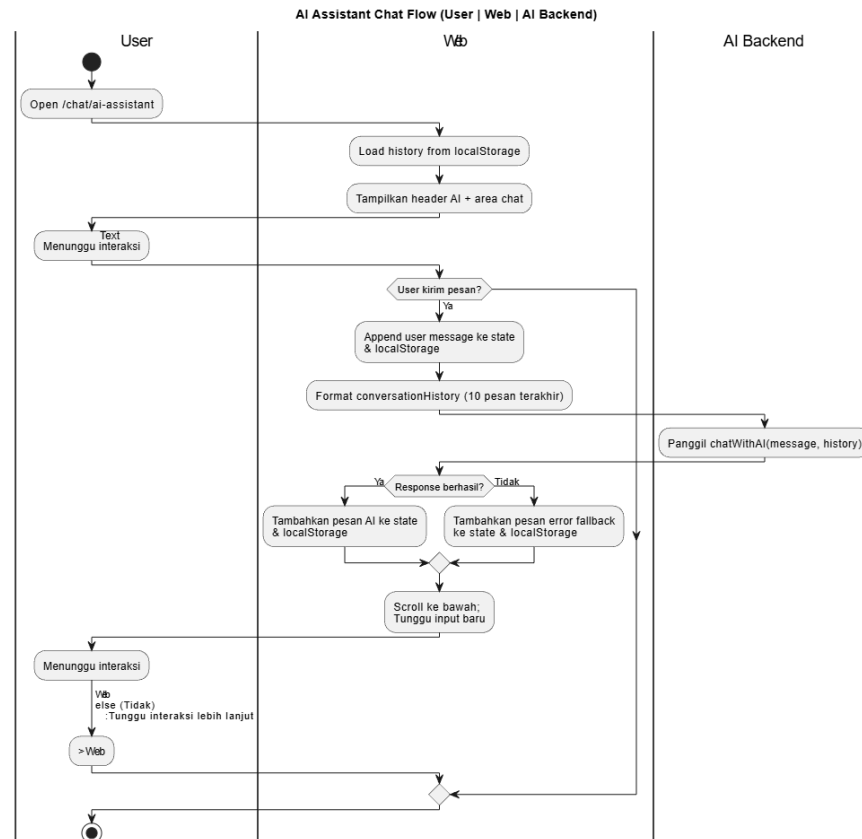 AI Assistant Chat Flow (User | Web | AI Backend)
User
Web
AI Backend
Open /chat/ai-assistant
Load history from localStorage
Tampilkan header AI + area chat
Text
Menunggu interaksi
User kirim pesan?
Ya
Append user message ke state
& localStorage
Format conversationHistory (10 pesan terakhir)
Panggil chatWithAI(message, history)
Ya
Response berhasil?
Tidak
Tambahkan pesan AI ke state
& localStorage
Tambahkan pesan error fallback
ke state & localStorage
Scroll ke bawah;
Tunggu input baru
Menunggu interaksi
Web
else (Tidak)
:Tunggu interaksi lebih lanjut
> Web